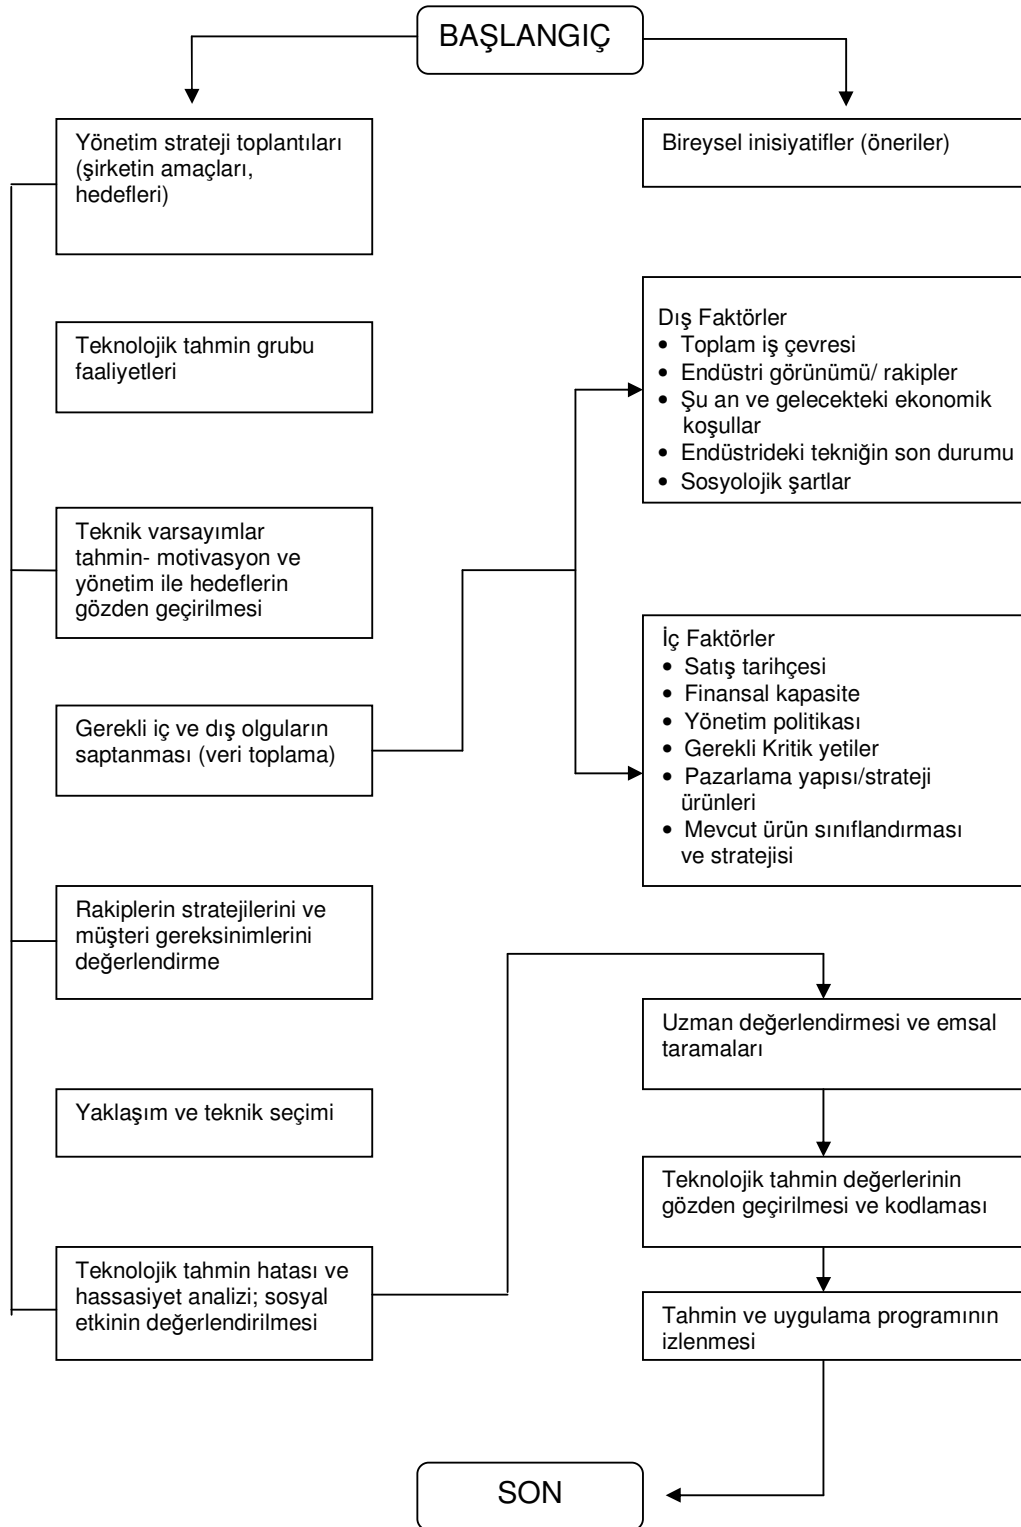 BAŞLANGIÇ
Yönetim strateji toplantıları
(şirketin amaçları,
hedefleri)
Bireysel inisiyatifler (öneriler)
Teknolojik tahmin grubu
faaliyetleri
Dış Faktörler
• Toplam iş çevresi
• Endüstri görünümü/ rakipler
• Şu an ve gelecekteki ekonomik
koşullar
• Endüstrideki tekniğin son durumu
• Sosyolojik şartlar
Teknik varsayımlar
tahmin- motivasyon ve
yönetim ile hedeflerin
gözden geçirilmesi
Gerekli iç ve dış olguların
saptanması (veri toplama)
İç Faktörler
• Satış tarihçesi
• Finansal kapasite
• Yönetim politikası
• Gerekli Kritik yetiler
• Pazarlama yapısı/strateji
ürünleri
• Mevcut ürün sınıflandırması
ve stratejisi
Rakiplerin stratejilerini ve
müşteri gereksinimlerini
değerlendirme
Yaklaşım ve teknik seçimi
Teknolojik tahmin hatası ve
hassasiyet analizi; sosyal
etkinin değerlendirilmesi
Uzman değerlendirmesi ve emsal
taramaları
Teknolojik tahmin değerlerinin
gözden geçirilmesi ve kodlaması
Tahmin ve uygulama programının
izlenmesi
SON